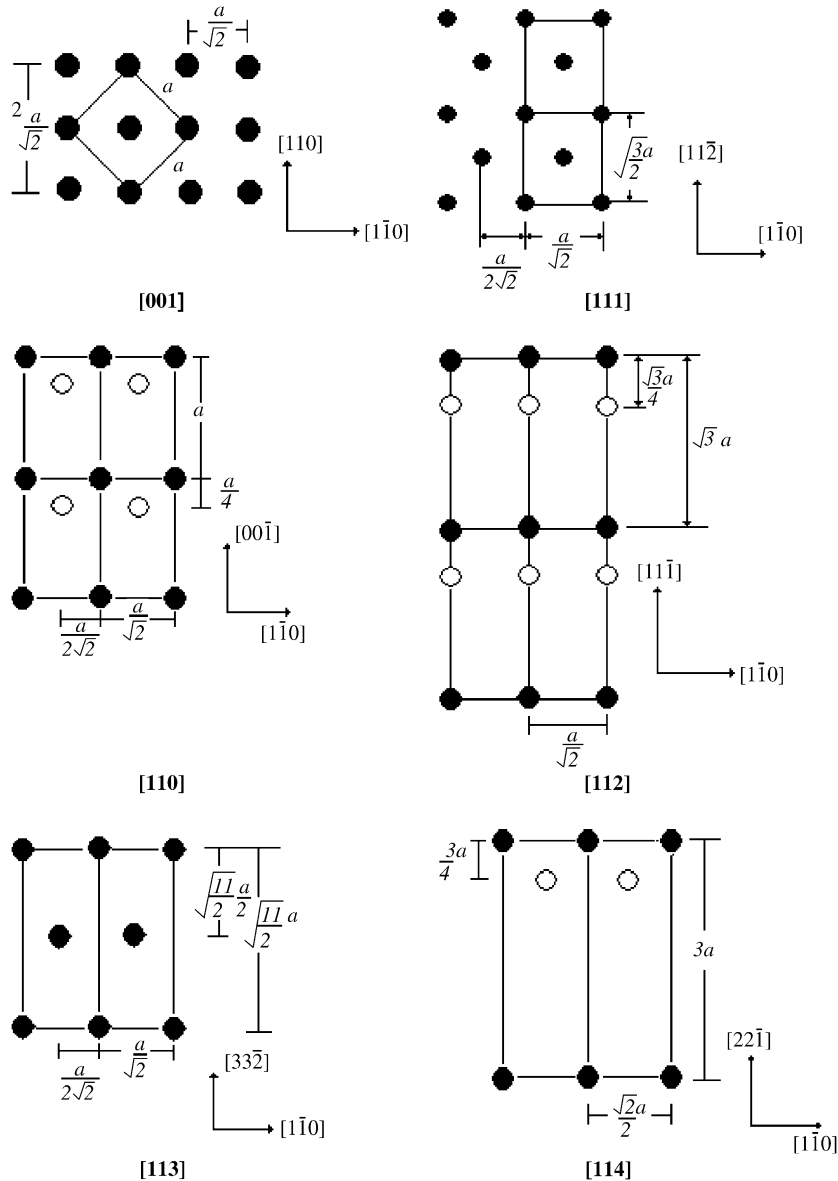 a/√2
2 a/√2
a
a
[110]
[11̄0]
[001]
√3/2 a
a/2√2
a/√2
[112̄]
[11̄0]
[111]
a
a/4
a/2√2
a/√2
[001̄]
[11̄0]
[110]
√3a/4
√3 a
a/√2
[111̄]
[11̄0]
[112]
√11/2 a/2
√11/2 a
a/2√2
a/√2
[332̄]
[11̄0]
[113]
3a/4
3a
√2a/2
[221̄]
[11̄0]
[114]